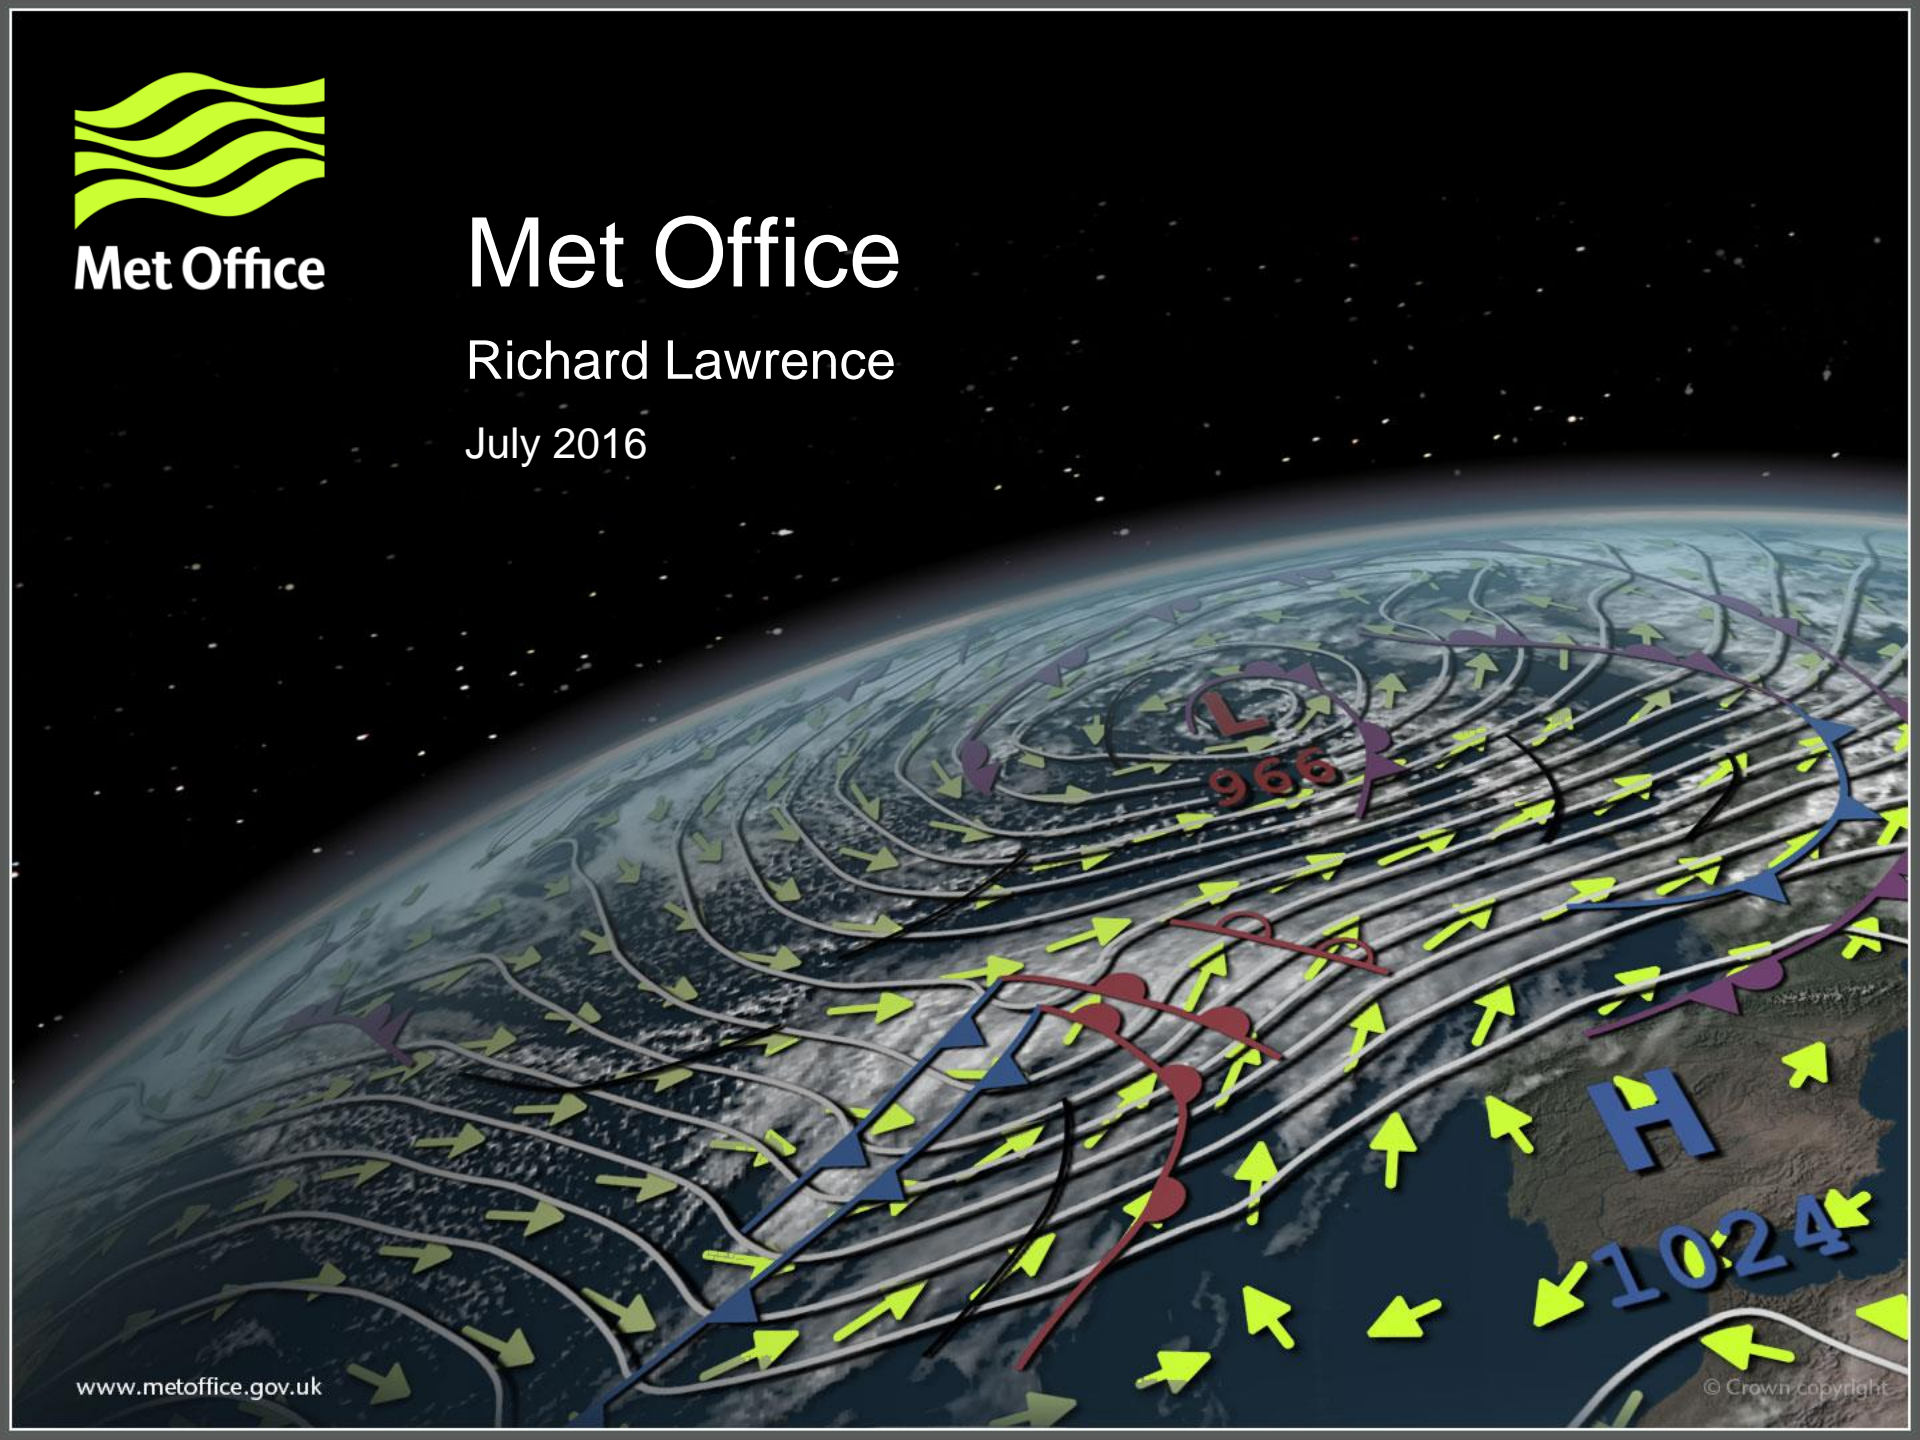 Met Office
Met Office
Richard Lawrence
July 2016
L
966
H
1024
www.metoffice.gov.uk
© Crown copyright